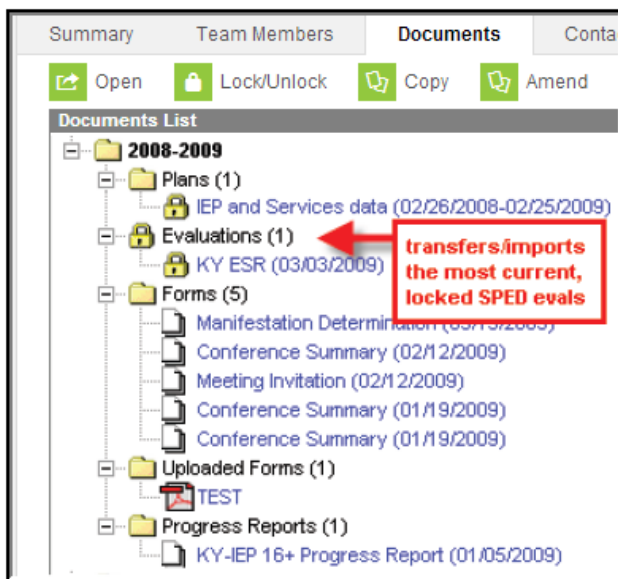 Summary Team Members Documents Conta
Open Lock/Unlock Copy Amend
Documents List
2008-2009
Plans (1)
IEP and Services data (02/26/2008-02/25/2009)
Evaluations (1)
KY ESR (03/03/2009)
transfers/imports
the most current,
locked SPED evals
Forms (5)
Manifestation Determination
Conference Summary (02/12/2009)
Meeting Invitation (02/12/2009)
Conference Summary (01/19/2009)
Conference Summary (01/19/2009)
Uploaded Forms (1)
TEST
Progress Reports (1)
KY-IEP 16+ Progress Report (01/05/2009)